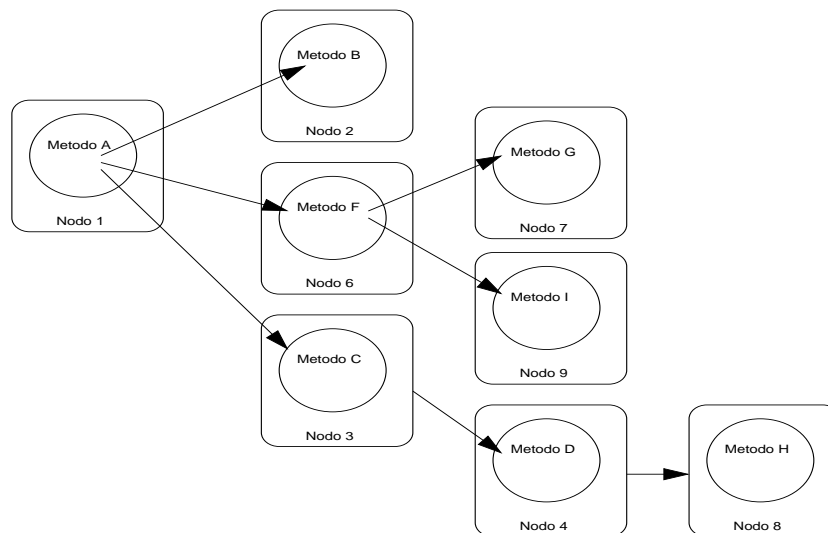 Metodo A
Nodo 1
Metodo B
Nodo 2
Metodo F
Nodo 6
Metodo C
Nodo 3
Metodo G
Nodo 7
Metodo I
Nodo 9
Metodo D
Nodo 4
Metodo H
Nodo 8